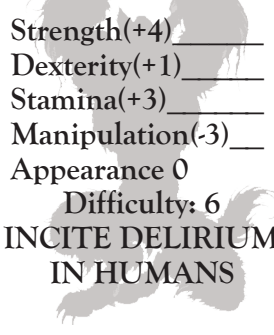 Strength(+4)_______
Dexterity(+1)______
Stamina(+3)_______
Manipulation(-3)__
Appearance 0
Difficulty: 6
INCITE DELIRIUM
IN HUMANS